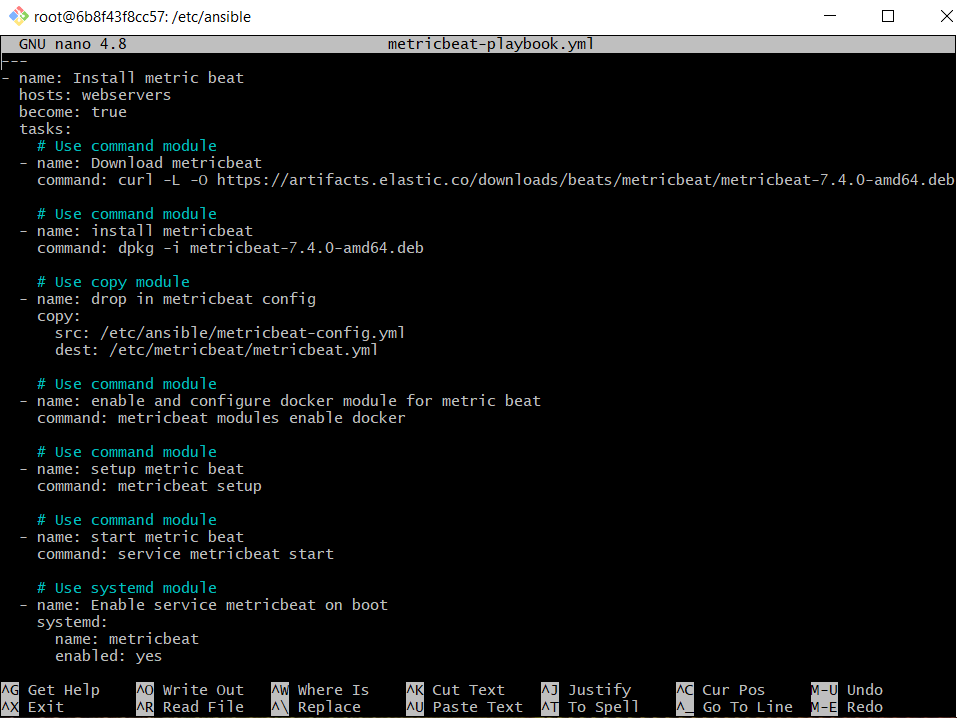 root@6b8f43f8cc57: /etc/ansible
GNU nano 4.8 metricbeat-playbook.yml
---
- name: Install metric beat
  hosts: webservers
  become: true
  tasks:
    # Use command module
  - name: Download metricbeat
    command: curl -L -O https://artifacts.elastic.co/downloads/beats/metricbeat/metricbeat-7.4.0-amd64.deb
    # Use command module
  - name: install metricbeat
    command: dpkg -i metricbeat-7.4.0-amd64.deb
    # Use copy module
  - name: drop in metricbeat config
    copy:
      src: /etc/ansible/metricbeat-config.yml
      dest: /etc/metricbeat/metricbeat.yml
    # Use command module
  - name: enable and configure docker module for metric beat
    command: metricbeat modules enable docker
    # Use command module
  - name: setup metric beat
    command: metricbeat setup
    # Use command module
  - name: start metric beat
    command: service metricbeat start
    # Use systemd module
  - name: Enable service metricbeat on boot
    systemd:
      name: metricbeat
      enabled: yes
^G Get Help ^O Write Out ^W Where Is ^K Cut Text ^J Justify ^C Cur Pos M-U Undo
^X Exit ^R Read File ^\ Replace ^U Paste Text ^T To Spell ^_ Go To Line M-E Redo